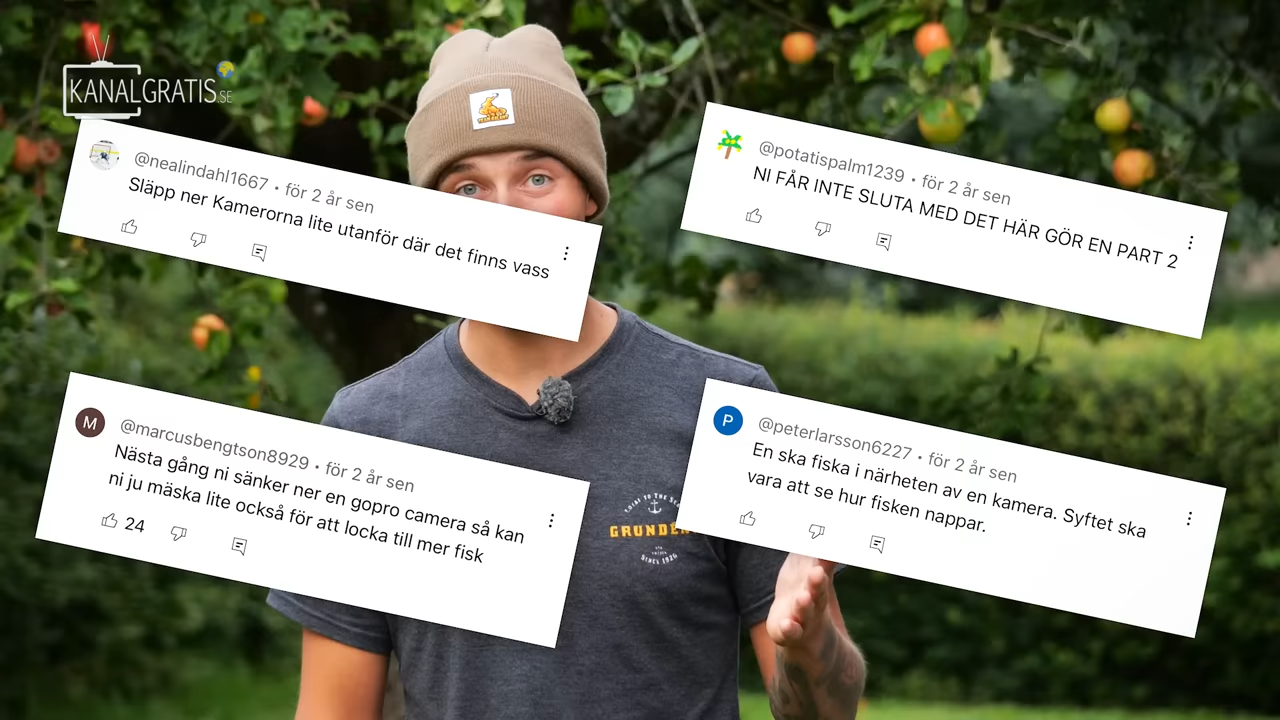 KANALGRATIS.SE
@nealindahl1667 • för 2 år sen
Släpp ner Kamerorna lite utanför där det finns vass
@potatispalm1239 • för 2 år sen
NI FÅR INTE SLUTA MED DET HÄR GÖR EN PART 2
M
@marcusbengtson8929 • för 2 år sen
Nästa gång ni sänker ner en gopro camera så kan
ni ju mäska lite också för att locka till mer fisk
24
P
@peterlarsson6227 • för 2 år sen
En ska fiska i närheten av en kamera. Syftet ska
vara att se hur fisken nappar.
GRUNDÉ
SINCE 1926